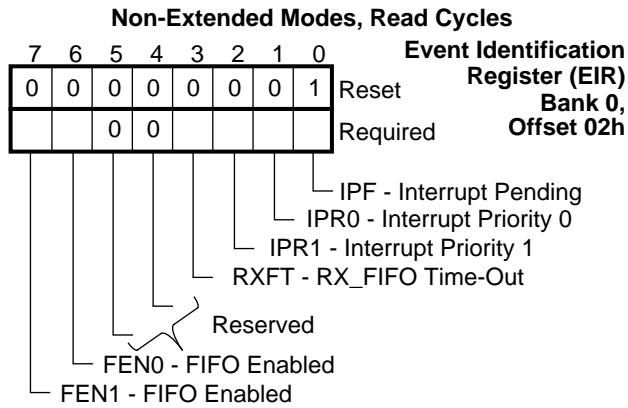 Non-Extended Modes, Read Cycles
7 6 5 4 3 2 1 0
Event Identification
Register (EIR)
Bank 0,
Offset 02h
0 0 0 0 0 0 0 1 Reset
0 0 Required
IPF - Interrupt Pending
IPR0 - Interrupt Priority 0
IPR1 - Interrupt Priority 1
RXFT - RX_FIFO Time-Out
Reserved
FEN0 - FIFO Enabled
FEN1 - FIFO Enabled